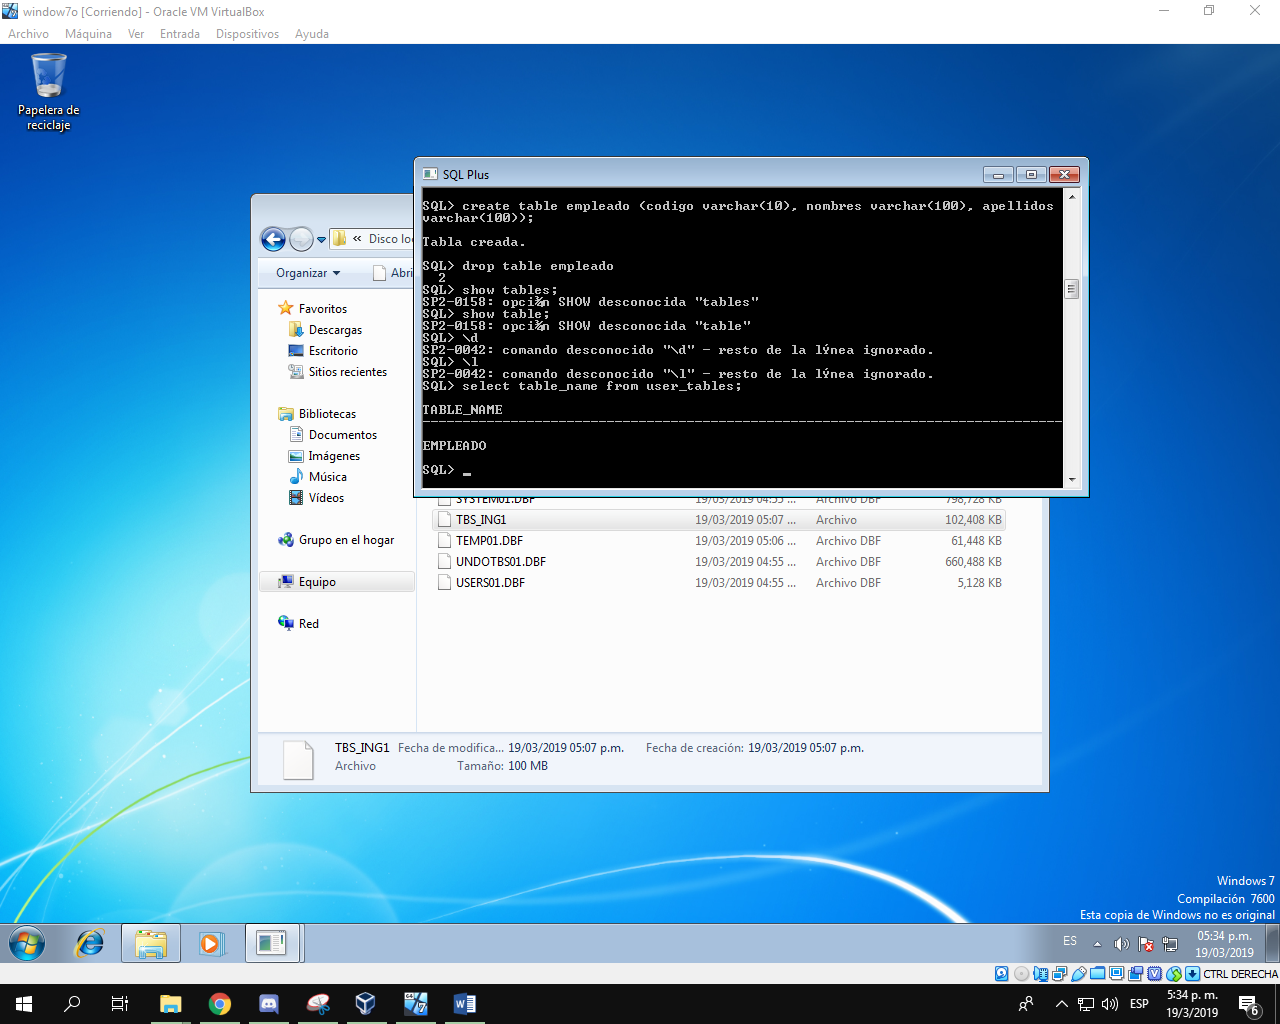 window7o [Corriendo] - Oracle VM VirtualBox
Archivo Máquina Ver Entrada Dispositivos Ayuda
Papelera de
reciclaje
SQL Plus
SQL> create table empleado (codigo varchar(10), nombres varchar(100), apellidos
varchar(100));
Tabla creada.
SQL> drop table empleado
2
SQL> show tables;
SP2-0158: opci¾n SHOW desconocida "tables"
SQL> show table;
SP2-0158: opci¾n SHOW desconocida "table"
SQL> \d
SP2-0042: comando desconocido "\d" - resto de la lÝnea ignorado.
SQL> \l
SP2-0042: comando desconocido "\l" - resto de la lÝnea ignorado.
SQL> select table_name from user_tables;
TABLE_NAME
--------------------------------------------------------------------------------
EMPLEADO
SQL> _
« Disco lo
Organizar Abri
Favoritos
Descargas
Escritorio
Sitios recientes
Bibliotecas
Documentos
Imágenes
Música
Vídeos
Grupo en el hogar
Equipo
Red
SYSTEM01.DBF 19/03/2019 04:55 ... Archivo DBF 798,728 KB
TBS_ING1 19/03/2019 05:07 ... Archivo 102,408 KB
TEMP01.DBF 19/03/2019 05:06 ... Archivo DBF 61,448 KB
UNDOTBS01.DBF 19/03/2019 04:55 ... Archivo DBF 660,488 KB
USERS01.DBF 19/03/2019 04:55 ... Archivo DBF 5,128 KB
TBS_ING1 Fecha de modifica... 19/03/2019 05:07 p.m. Fecha de creación: 19/03/2019 05:07 p.m.
Archivo Tamaño: 100 MB
Windows 7
Compilación 7600
Esta copia de Windows no es original
ES 05:34 p.m.
19/03/2019
CTRL DERECHA
ESP 5:34 p. m.
19/3/2019
6